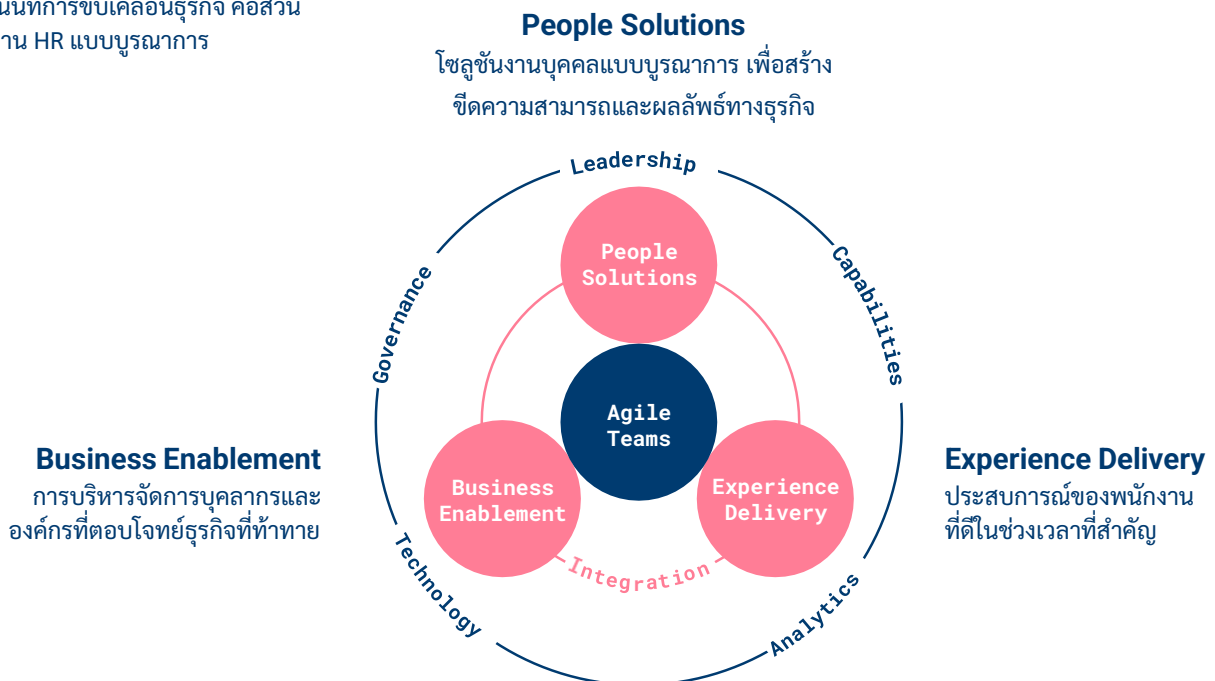 เน้นที่การขับเคลื่อนธุรกิจ คือส่วน
าน HR แบบบูรณาการ
People Solutions
โซลูชันงานบุคคลแบบบูรณาการ เพื่อสร้าง
ขีดความสามารถและผลลัพธ์ทางธุรกิจ
Leadership
People
Solutions
Capabilities
Governance
Agile
Teams
Business Enablement
การบริหารจัดการบุคลากรและ
องค์กรที่ตอบโจทย์ธุรกิจที่ท้าทาย
Business
Enablement
Experience
Delivery
Experience Delivery
ประสบการณ์ของพนักงาน
ที่ดีในช่วงเวลาที่สำคัญ
Integration
Technology
Analytics